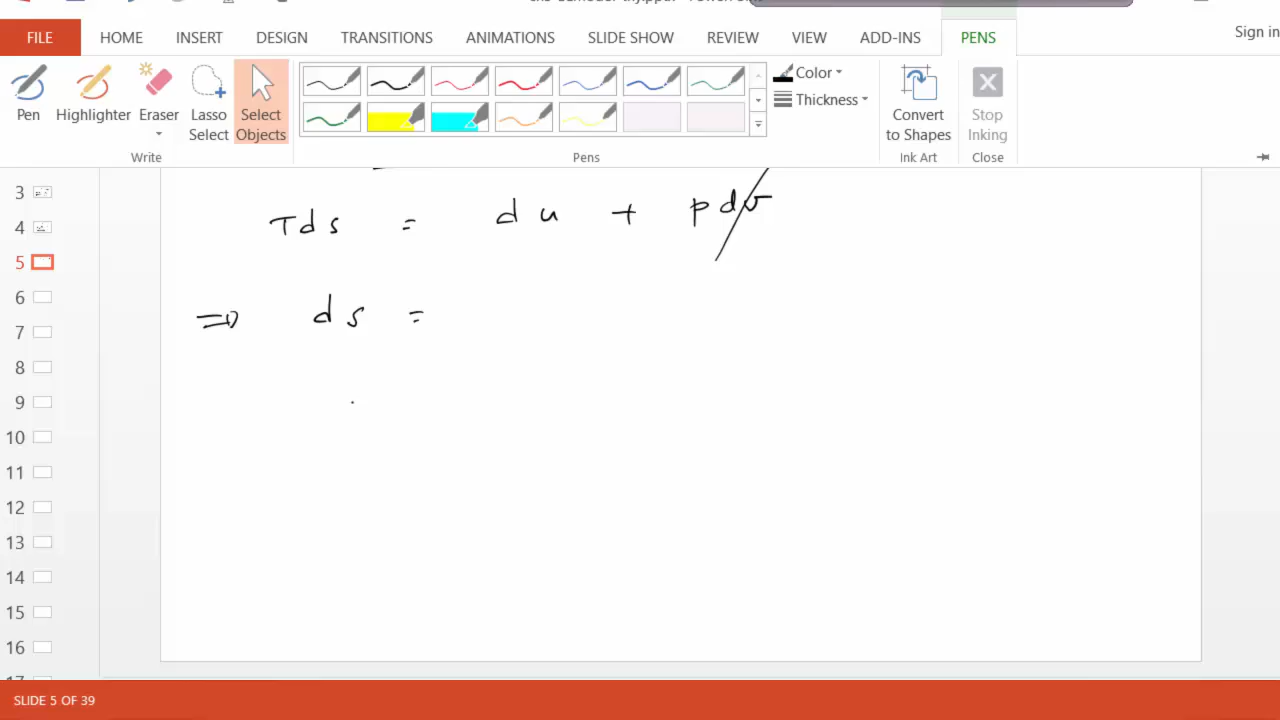 FILE HOME INSERT DESIGN TRANSITIONS ANIMATIONS SLIDE SHOW REVIEW VIEW ADD-INS PENS Sign in
Pen Highlighter Eraser Lasso Select Select Objects
Color
Thickness
Convert to Shapes
Stop Inking
Write Pens Ink Art Close
3
4
5
6
7
8
9
10
11
12
13
14
15
16
Tds = du + pdv
⇒ ds =
SLIDE 5 OF 39